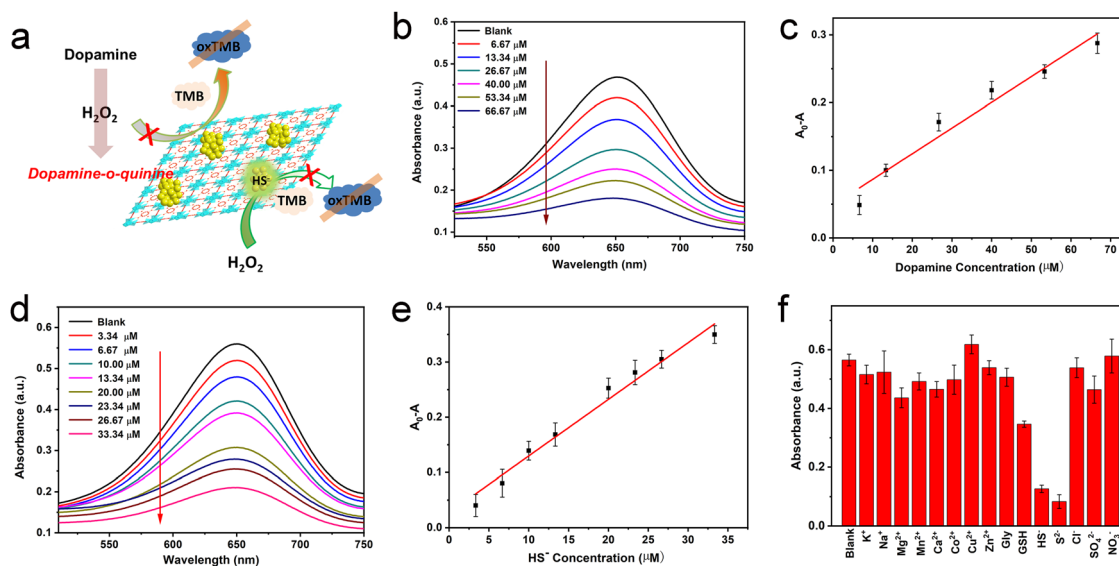 a
Dopamine
H2O2
Dopamine-o-quinine
oxTMB
TMB
HS-
TMB
oxTMB
H2O2
b
Absorbance (a.u.)
0.6
0.5
0.4
0.3
0.2
0.1
Blank
6.67 μM
13.34 μM
26.67 μM
40.00 μM
53.34 μM
66.67 μM
550 600 650 700 750
Wavelength (nm)
c
A0-A
0.3
0.2
0.1
0.0
0 10 20 30 40 50 60 70
Dopamine Concentration (μM)
d
Absorbance (a.u.)
0.6
0.5
0.4
0.3
0.2
0.1
Blank
3.34 μM
6.67 μM
10.00 μM
13.34 μM
20.00 μM
23.34 μM
26.67 μM
33.34 μM
550 600 650 700 750
Wavelength (nm)
e
A0-A
0.4
0.3
0.2
0.1
0.0
0 5 10 15 20 25 30 35
HS- Concentration (μM)
f
Absorbance (a.u.)
0.6
0.4
0.2
0.0
Blank
K+
Na+
Mg2+
Mn2+
Ca2+
Co2+
Cu2+
Zn2+
Gly
GSH
HS-
S2-
Cl-
SO42-
NO3-